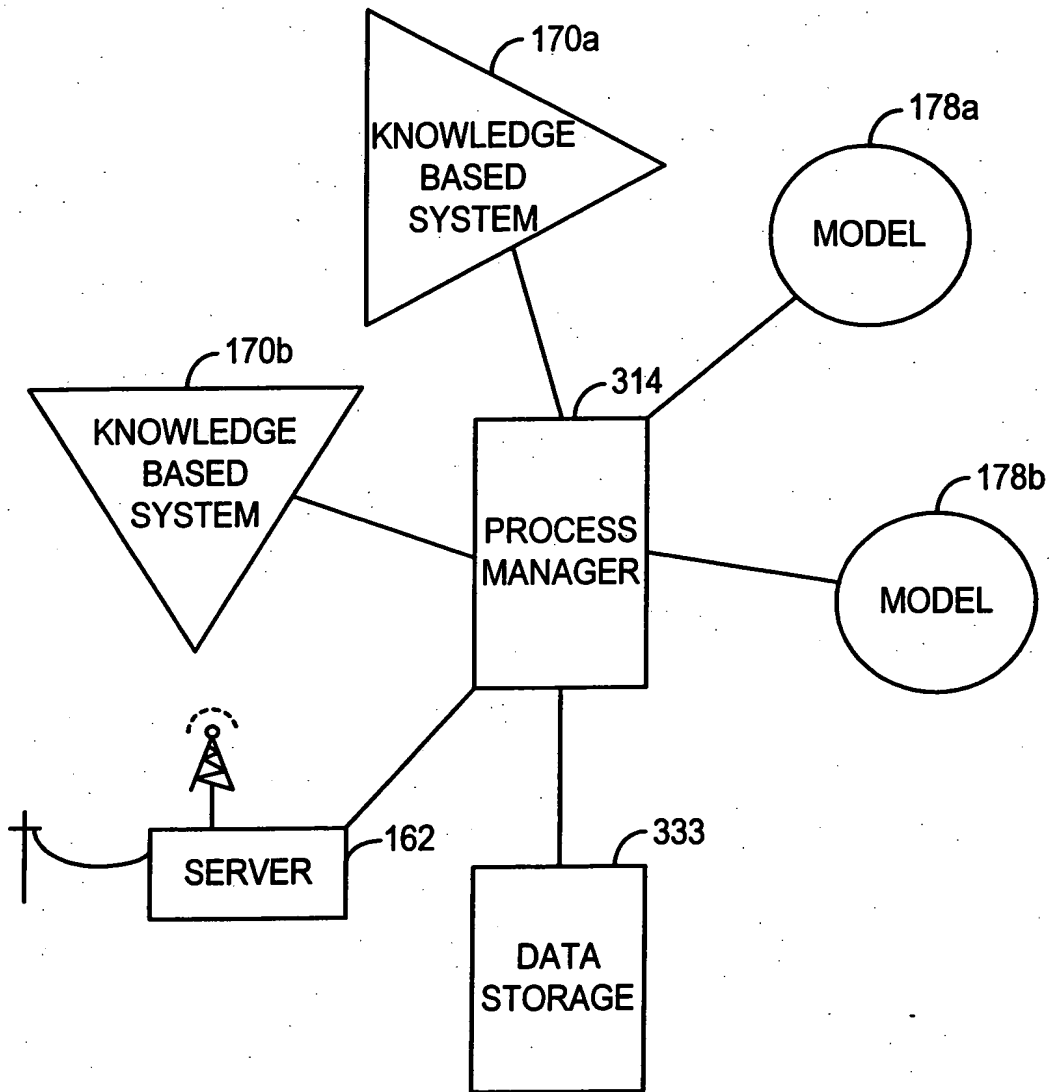 170a
KNOWLEDGE
BASED
SYSTEM
178a
MODEL
170b
KNOWLEDGE
BASED
SYSTEM
314
PROCESS
MANAGER
178b
MODEL
SERVER
162
333
DATA
STORAGE